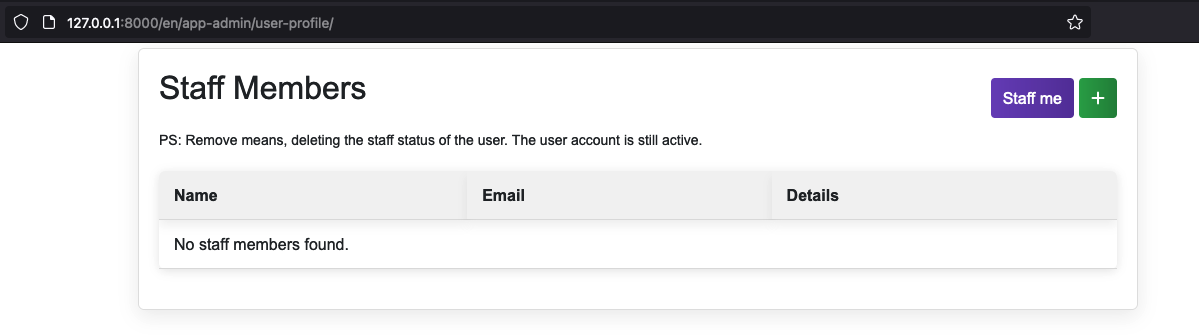 127.0.0.1:8000/en/app-admin/user-profile/
Staff Members
Staff me
+
PS: Remove means, deleting the staff status of the user. The user account is still active.
Name Email Details
No staff members found.